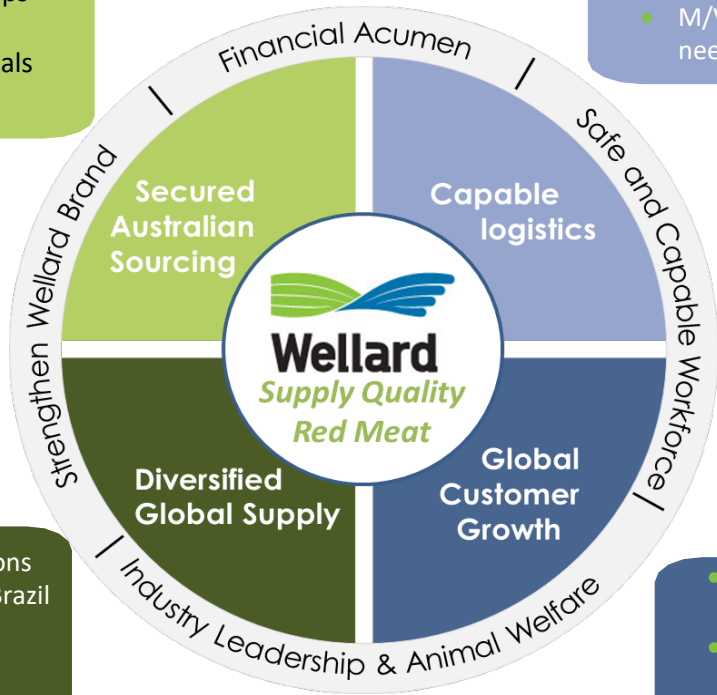 als
M/V
nee
Financial Acumen
Safe and Capable Workforce
Strengthen Wellard Brand
Secured
Australian
Sourcing
Capable
logistics
Wellard
Supply Quality
Red Meat
Diversified
Global Supply
Global
Customer
Growth
ons
Brazil
Industry Leadership & Animal Welfare